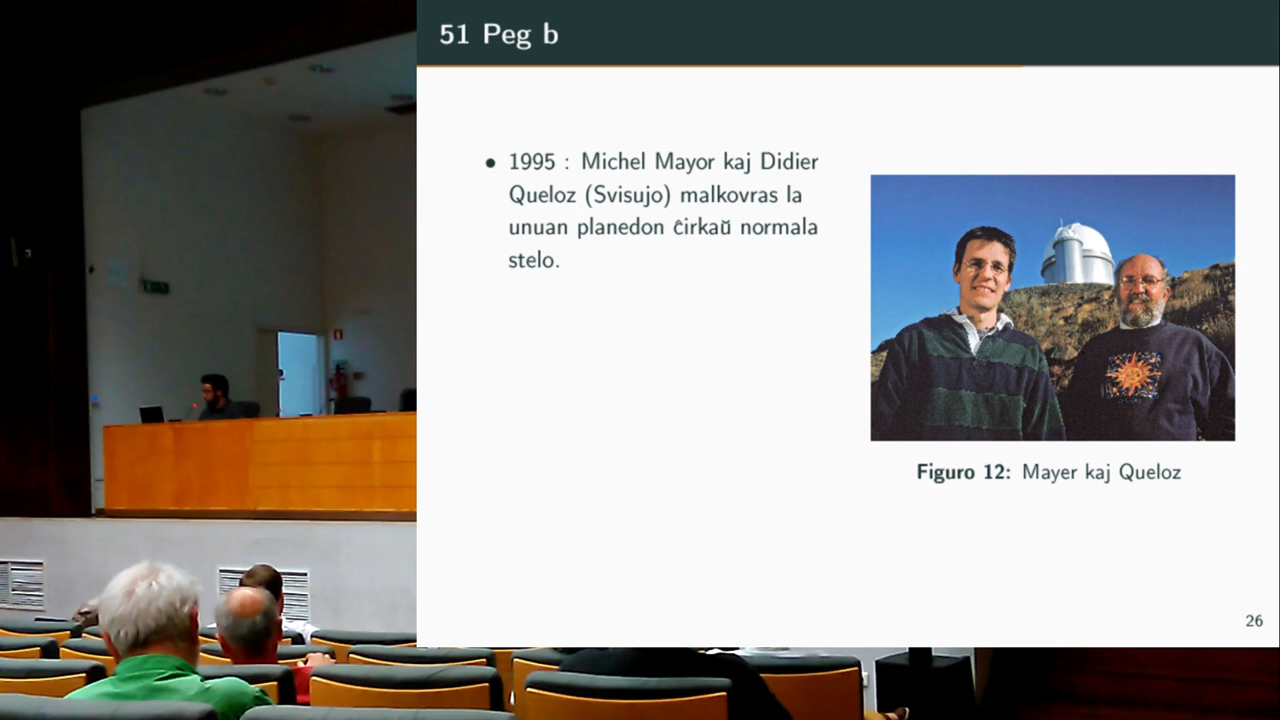 51 Peg b
• 1995 : Michel Mayor kaj Didier
Queloz (Svisujo) malkovras la
unuan planedon ĉirkaŭ normala
stelo.
Figuro 12: Mayer kaj Queloz
26